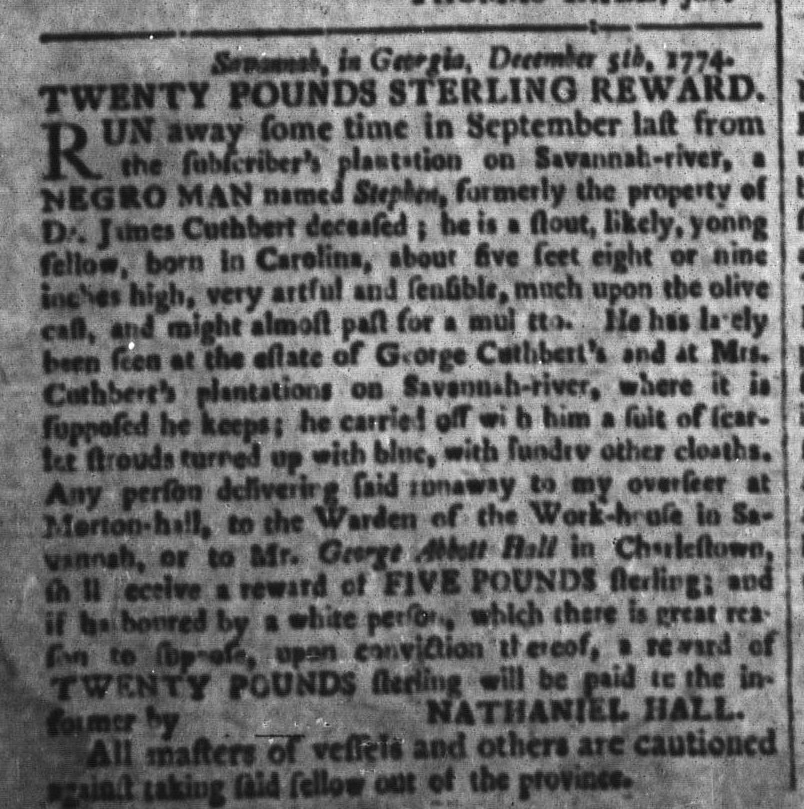 Savannah, in Georgia, December 5th, 1774.
TWENTY POUNDS STERLING REWARD.
RUN away ſome time in September laſt from
the ſubſcriber's plantation on Savannah-river, a
NEGRO MAN named Stephen, formerly the property of
Dr. James Cuthbert deceaſed; he is a ſtout, likely, yonng
fellow, born in Carolina, about five feet eight or nine
inches high, very artful and ſenſible, much upon the olive
caſt, and might almoſt paſt for a mul tto. He has lately
been ſeen at the eſtate of George Cuthbert's and at Mrs.
Cuthbert's plantations on Savannah-river, where it is
ſuppoſed he keeps; he carried off wi h him a ſuit of ſcar-
let ſtrouds turned up with blue, with ſundry other cloaths.
Any perſon delivering ſaid runaway to my overſeer at
Morton-hall, to the Warden of the Work-houſe in Sa-
vannah, or to Mr. George Abbott Hall in Charleſtown,
ſh ll eceive a reward of FIVE POUNDS ſterling; and
if harboured by a white perſon, which there is great rea-
ſon to ſuppoſe, upon conviction thereof, a reward of
TWENTY POUNDS ſterling will be paid to the in-
former by NATHANIEL HALL.
All maſters of veſſels and others are cautioned
againſt taking ſaid fellow out of the province.